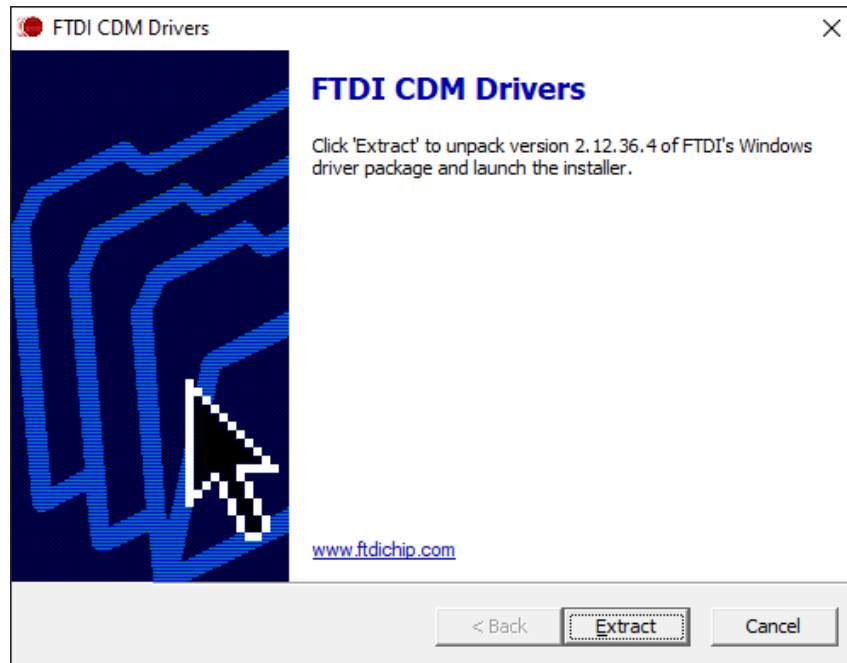 FTDI CDM Drivers
FTDI CDM Drivers
Click 'Extract' to unpack version 2.12.36.4 of FTDI's Windows
driver package and launch the installer.
www.ftdichip.com
< Back
Extract
Cancel